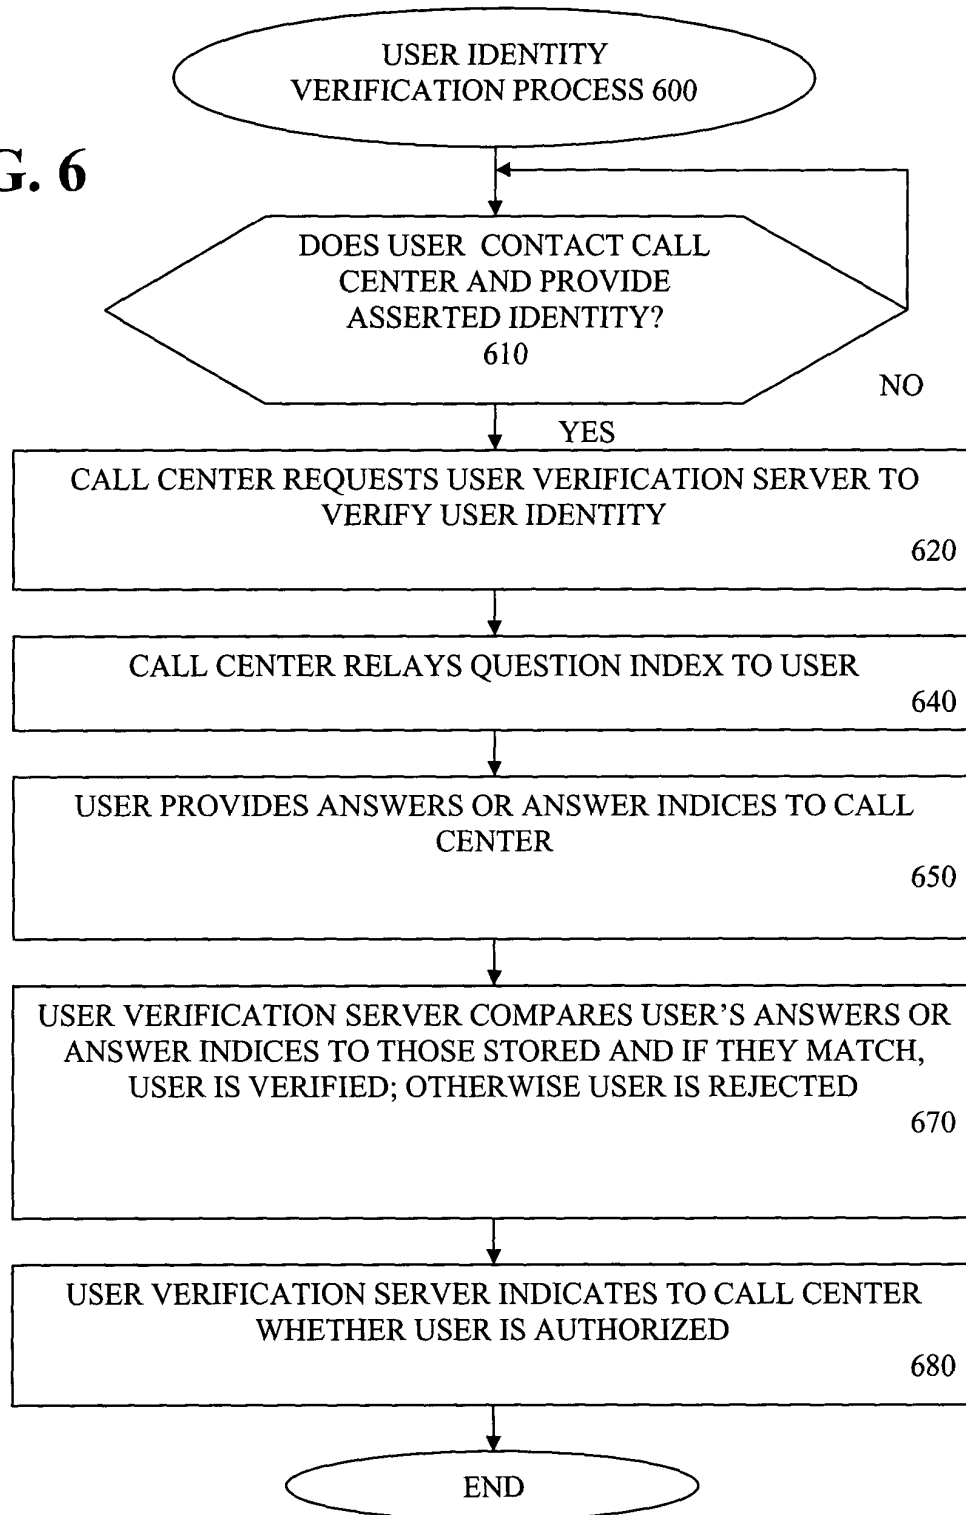 USER IDENTITY
VERIFICATION PROCESS 600
G. 6
DOES USER CONTACT CALL
CENTER AND PROVIDE
ASSERTED IDENTITY?
610
NO
YES
CALL CENTER REQUESTS USER VERIFICATION SERVER TO
VERIFY USER IDENTITY
620
CALL CENTER RELAYS QUESTION INDEX TO USER
640
USER PROVIDES ANSWERS OR ANSWER INDICES TO CALL
CENTER
650
USER VERIFICATION SERVER COMPARES USER'S ANSWERS OR
ANSWER INDICES TO THOSE STORED AND IF THEY MATCH,
USER IS VERIFIED; OTHERWISE USER IS REJECTED
670
USER VERIFICATION SERVER INDICATES TO CALL CENTER
WHETHER USER IS AUTHORIZED
680
END